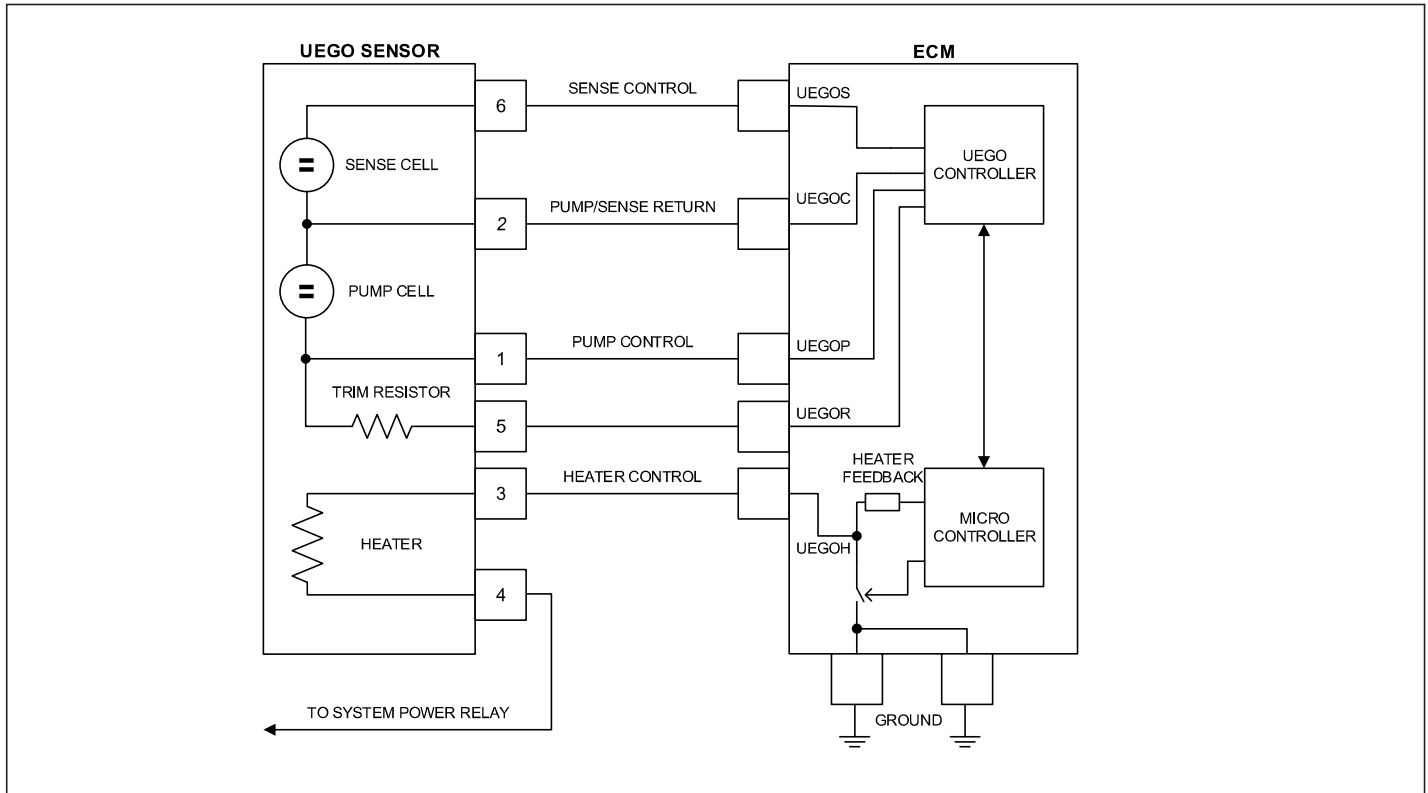 UEGO SENSOR
ECM
6
SENSE CONTROL
UEGOS
SENSE CELL
UEGO
CONTROLLER
2
PUMP/SENSE RETURN
UEGOC
PUMP CELL
1
PUMP CONTROL
UEGOP
TRIM RESISTOR
5
UEGOR
3
HEATER CONTROL
HEATER
FEEDBACK
HEATER
UEGOH
MICRO
CONTROLLER
4
TO SYSTEM POWER RELAY
GROUND